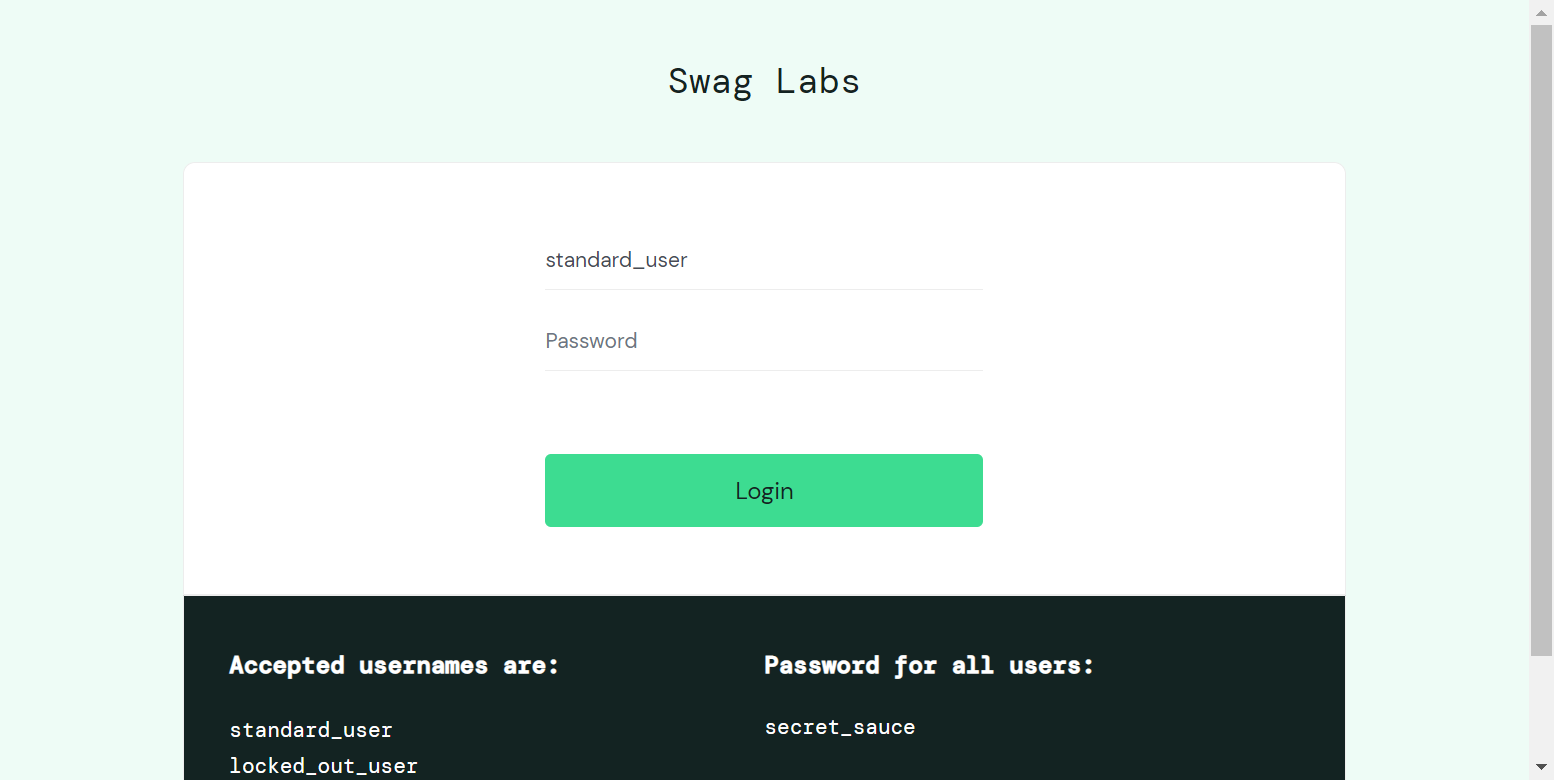 Swag Labs
standard_user
Password
Login
Accepted usernames are:
standard_user
locked_out_user
Password for all users:
secret_sauce